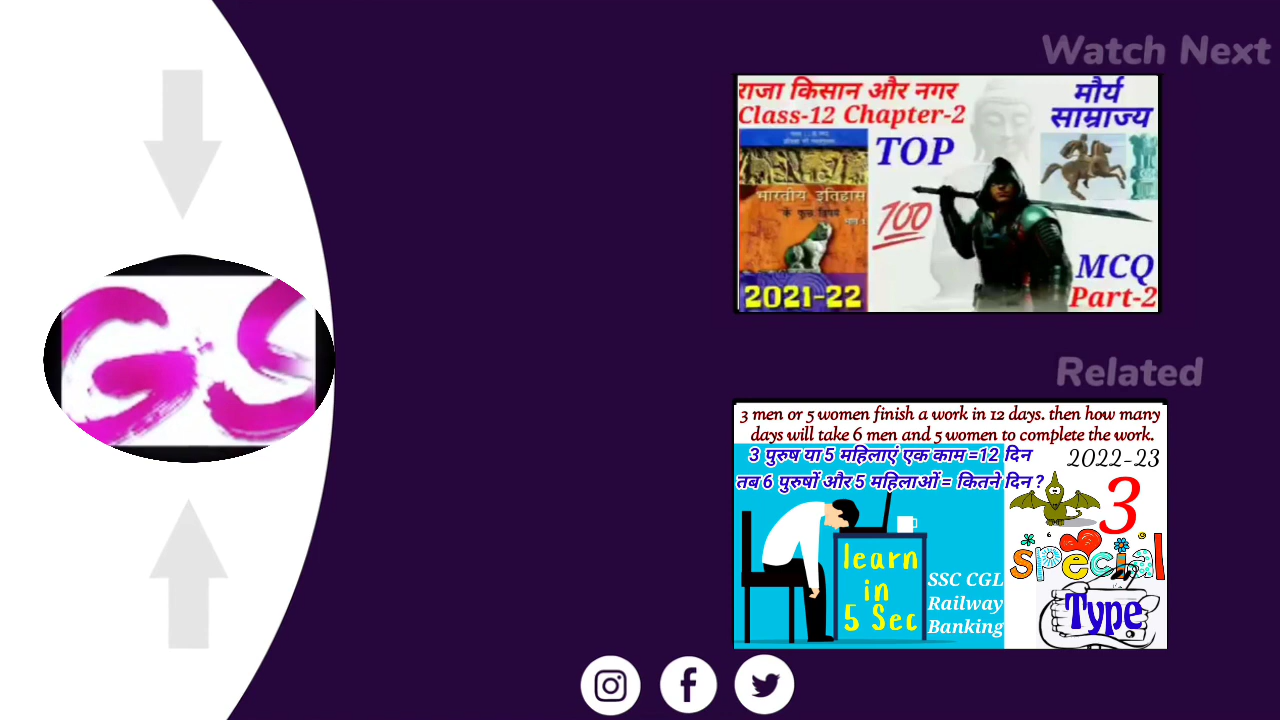 Watch Next
राजा किसान और नगर
Class-12 Chapter-2
मौर्य
साम्राज्य
TOP
भारतीय इतिहास
के कुछ विषय
100
MCQ
Part-2
2021-22
GS
Related
3 men or 5 women finish a work in 12 days. then how many
days will take 6 men and 5 women to complete the work.
3 पुरुष या 5 महिलाएं एक काम =12 दिन
तब 6 पुरुषों और 5 महिलाओं = कितने दिन ?
2022-23
3
special
Type
learn
in
5 Sec
SSC CGL
Railway
Banking